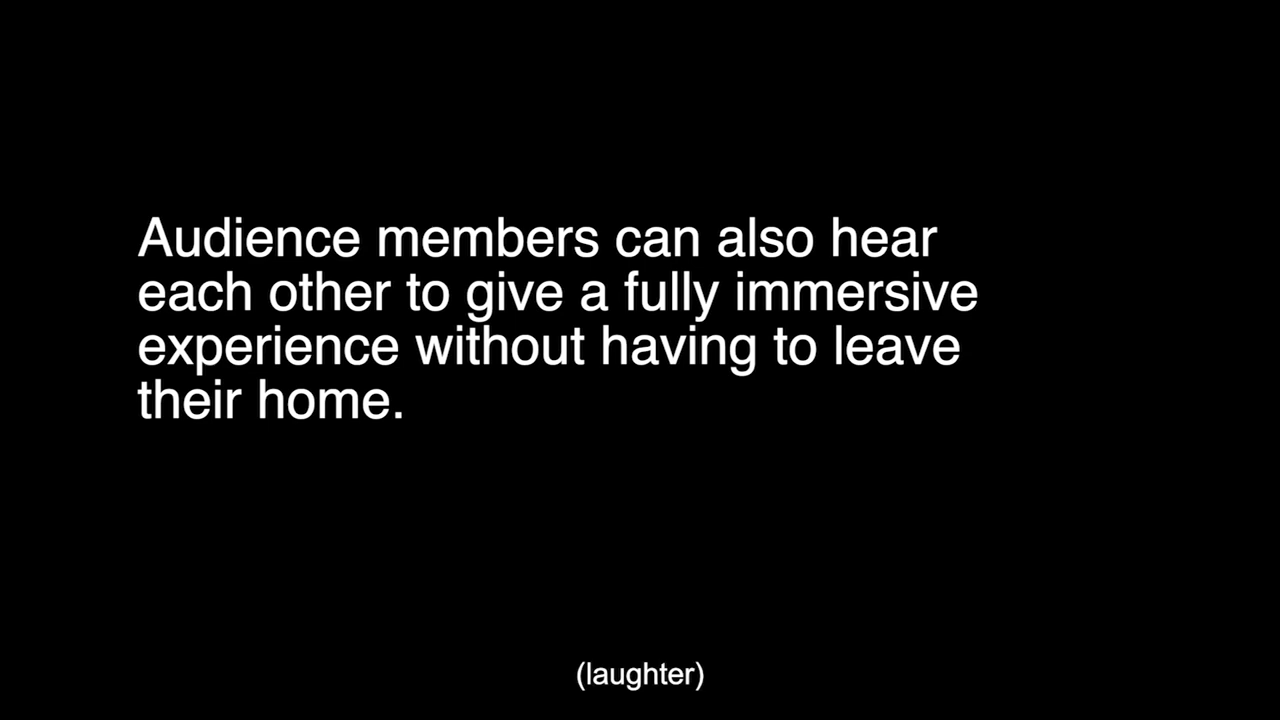 Audience members can also hear
each other to give a fully immersive
experience without having to leave
their home.
(laughter)